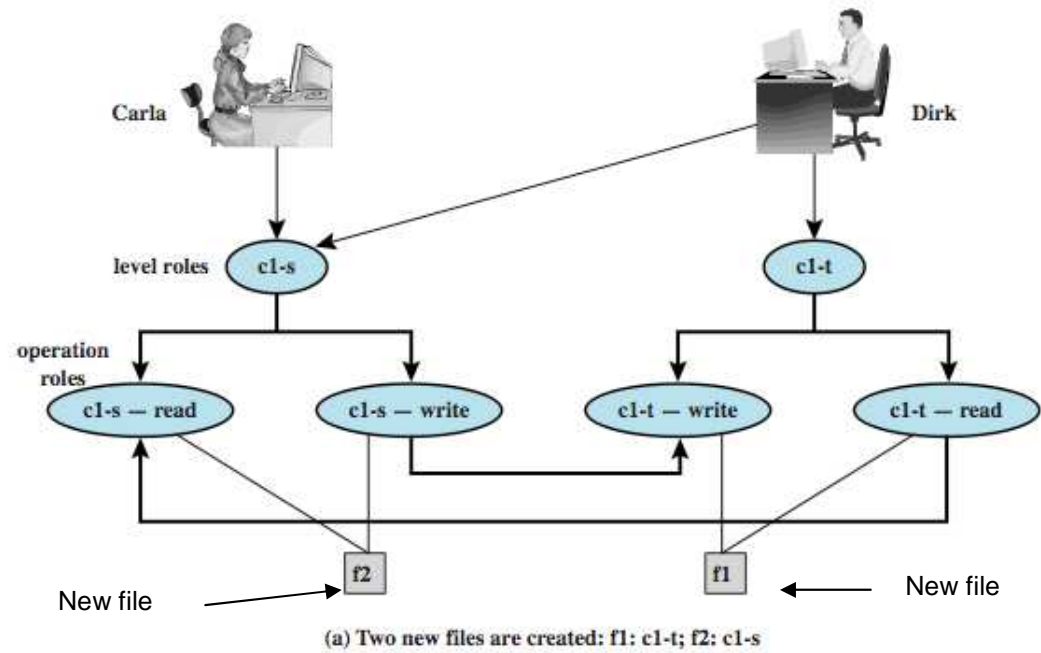 Carla
Dirk
level roles
c1-s
c1-t
operation
roles
c1-s — read
c1-s — write
c1-t — write
c1-t — read
f2
f1
New file
New file
(a) Two new files are created: f1: c1-t; f2: c1-s